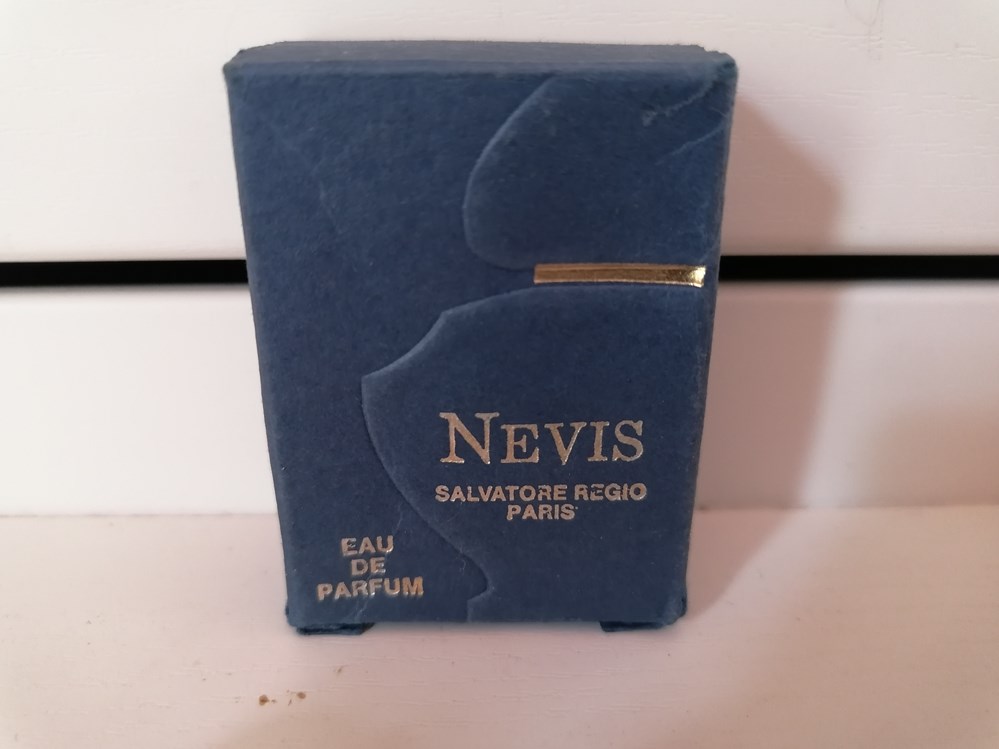 NEVIS
SALVATORE REGIO
PARIS
EAU
DE
PARFUM